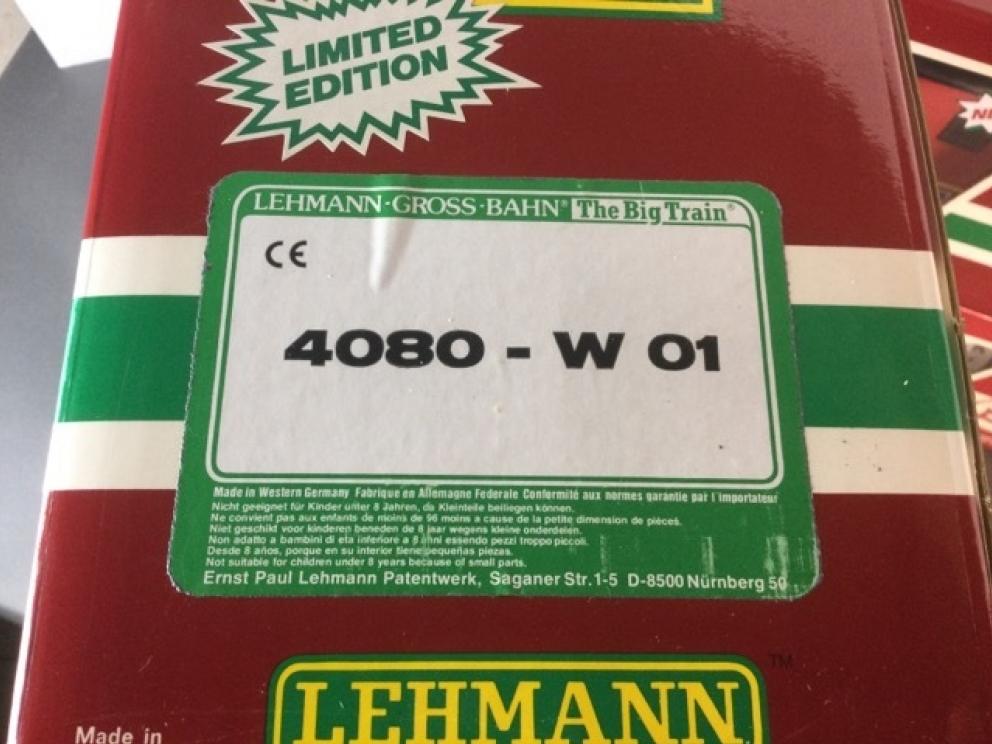 LIMITED
EDITION
LEHMANN·GROSS·BAHN® The Big Train®
CE
4080 - W 01
Made in Western Germany Fabrique en Allemagne Federale Conformité aux normes garantie par l'importateur
Nicht geeignet für Kinder unter 8 Jahren, da Kleinteile beiliegen können.
Ne convient pas aux enfants de moins de 96 moins a cause de la petite dimension de pièces.
Niet geschikt voor kinderen beneden de 8 jaar wegens kleine onderdelen.
Non adatto a bambini di eta inferiore a 8 anni essendo pezzi troppo piccoli.
Desde 8 años, porque en su interior tiene pequeñas piezas.
Not suitable for children under 8 years because of small parts.
Ernst Paul Lehmann Patentwerk, Saganer Str. 1-5 D-8500 Nürnberg 50
TM
LEHMANN
Made in